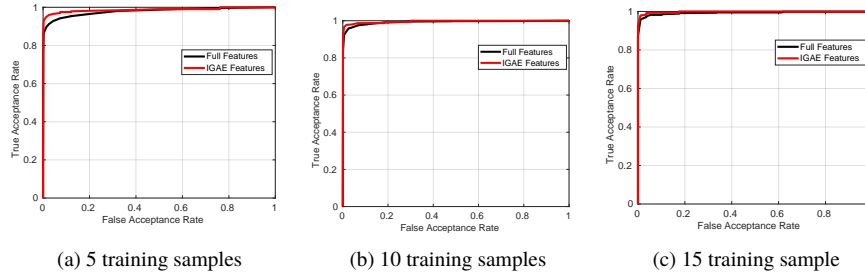 1
0.8
0.6
0.4
0.2
0
True Acceptance Rate
Full Features
IGAE Features
0 0.2 0.4 0.6 0.8 1
False Acceptance Rate
(a) 5 training samples
1
0.8
0.6
0.4
0.2
0
True Acceptance Rate
Full Features
IGAE Features
0 0.2 0.4 0.6 0.8 1
False Acceptance Rate
(b) 10 training samples
1
0.8
0.6
0.4
0.2
0
True Acceptance Rate
Full Features
IGAE Features
0 0.2 0.4 0.6 0.8
False Acceptance Rate
(c) 15 training sample